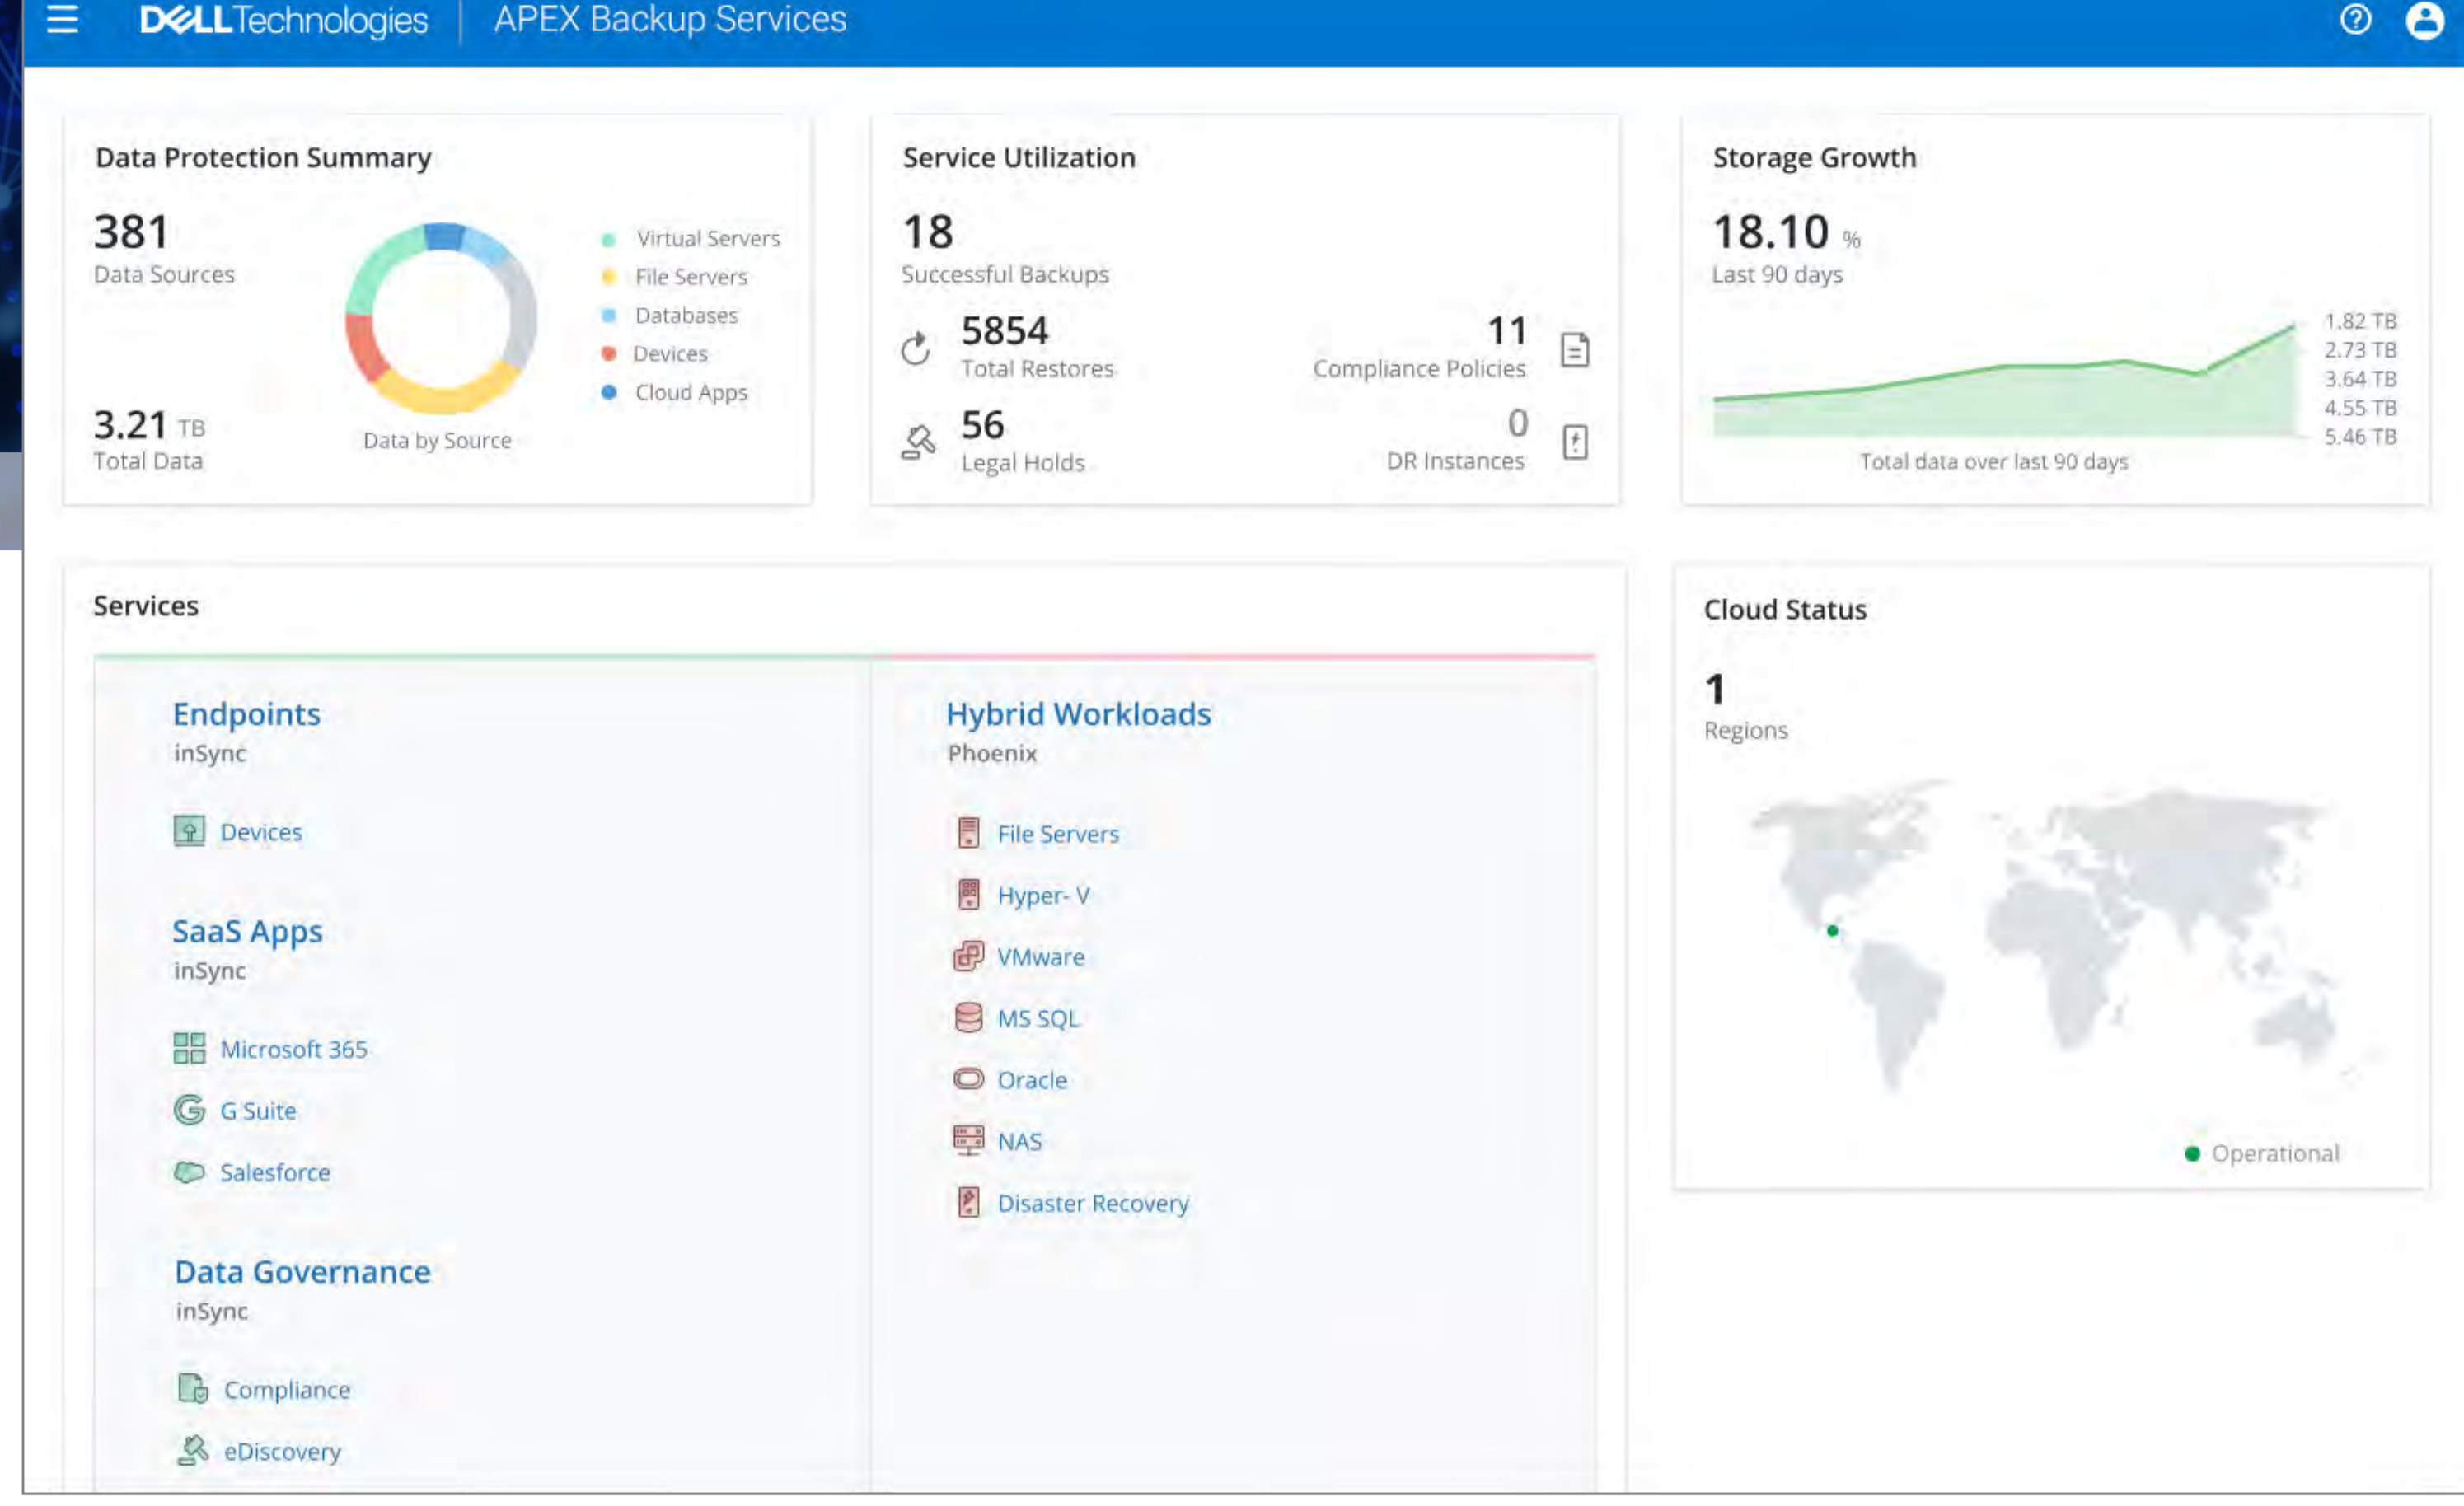 DELLTechnologies | APEX Backup Services
Data Protection Summary
381
Data Sources
3.21 TB
Total Data
Data by Source
Virtual Servers
File Servers
Databases
Devices
Cloud Apps
Service Utilization
18
Successful Backups
5854
Total Restores
11
Compliance Policies
56
Legal Holds
0
DR Instances
Storage Growth
18.10 %
Last 90 days
1.82 TB
2.73 TB
3.64 TB
4.55 TB
5.46 TB
Total data over last 90 days
Services
Endpoints
inSync
Devices
SaaS Apps
inSync
Microsoft 365
G Suite
Salesforce
Data Governance
inSync
Compliance
eDiscovery
Hybrid Workloads
Phoenix
File Servers
Hyper- V
VMware
MS SQL
Oracle
NAS
Disaster Recovery
Cloud Status
1
Regions
Operational